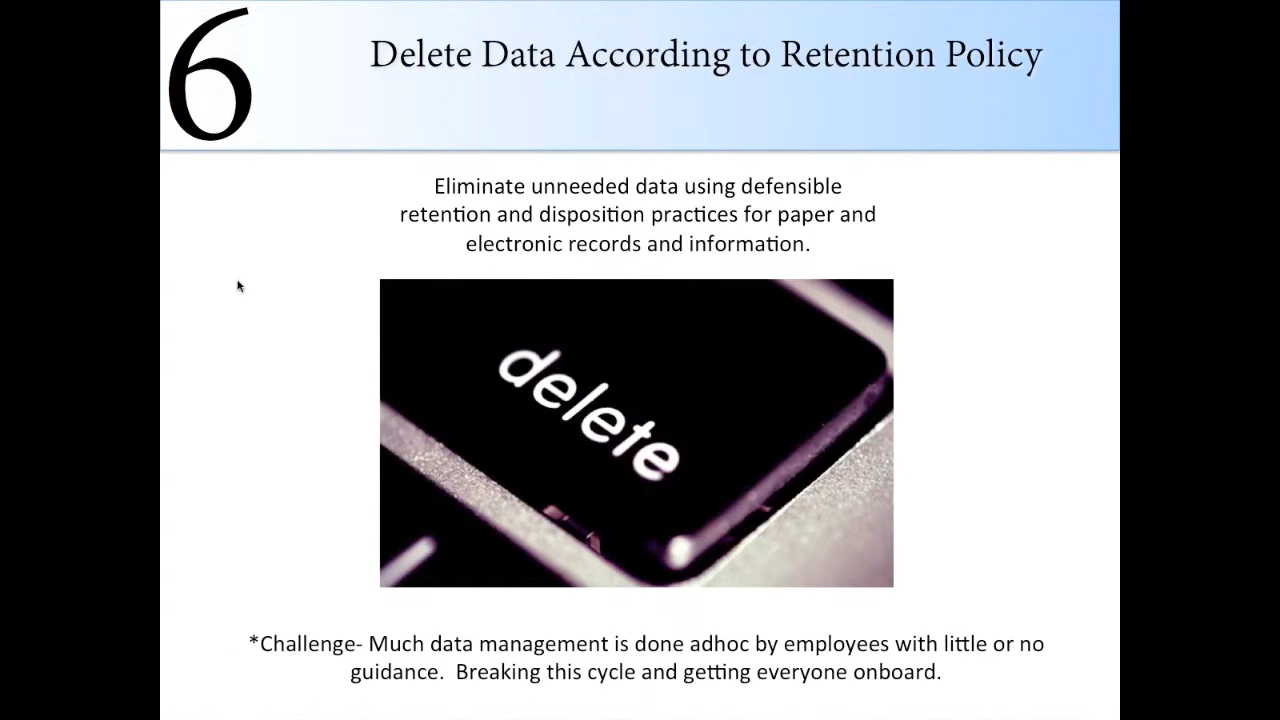 6
Delete Data According to Retention Policy
Eliminate unneeded data using defensible
retention and disposition practices for paper and
electronic records and information.
delete
*Challenge- Much data management is done adhoc by employees with little or no
guidance.  Breaking this cycle and getting everyone onboard.